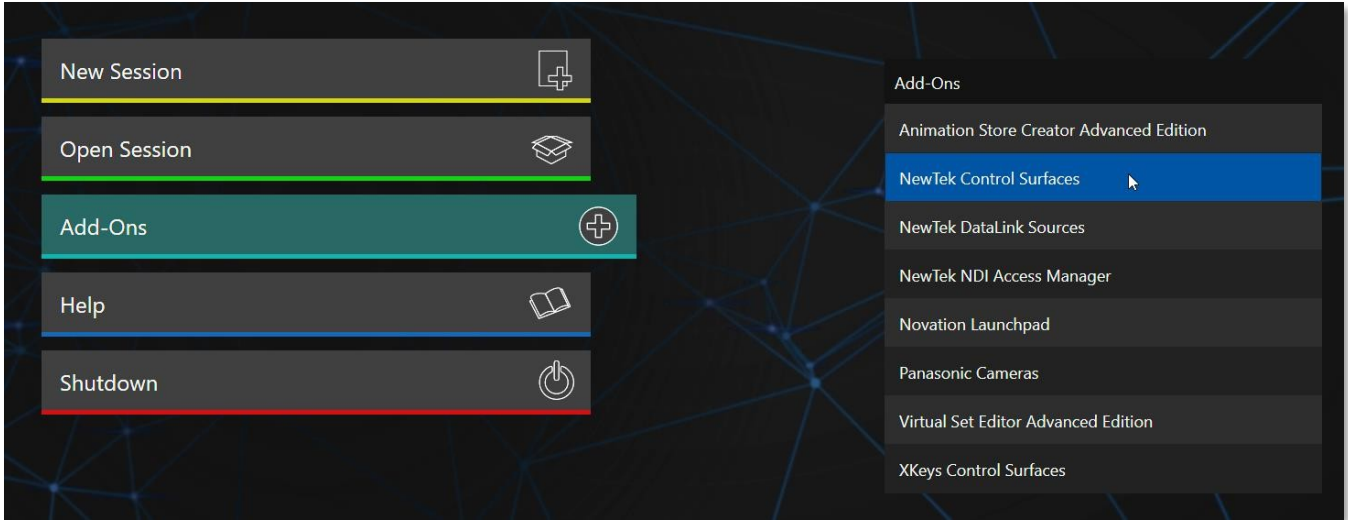 New Session
Open Session
Add-Ons
Help
Shutdown
Add-Ons
Animation Store Creator Advanced Edition
NewTek Control Surfaces
NewTek DataLink Sources
NewTek NDI Access Manager
Novation Launchpad
Panasonic Cameras
Virtual Set Editor Advanced Edition
XKeys Control Surfaces